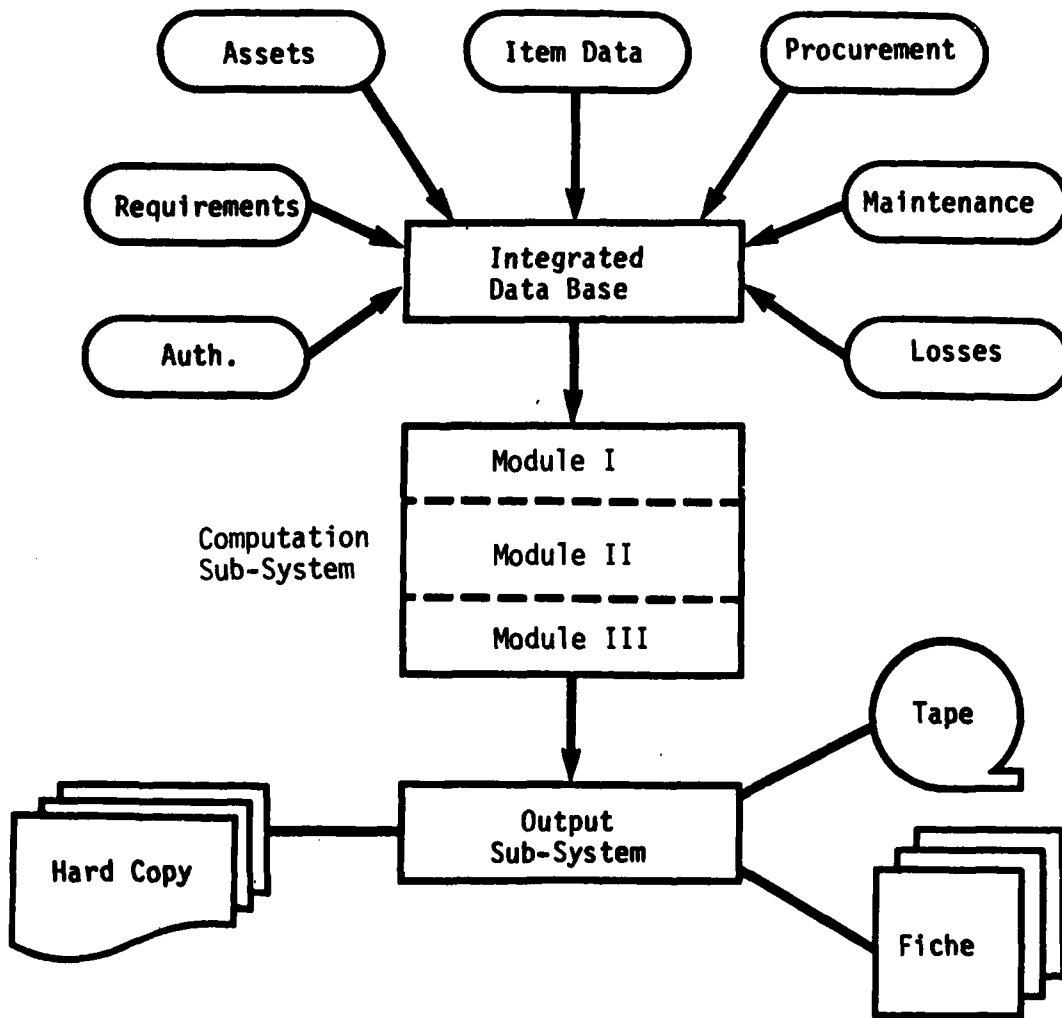 Assets
Item Data
Procurement
Requirements
Maintenance
Integrated
Data Base
Auth.
Losses
Module I
Computation
Sub-System
Module II
Module III
Tape
Output
Sub-System
Hard Copy
Fiche